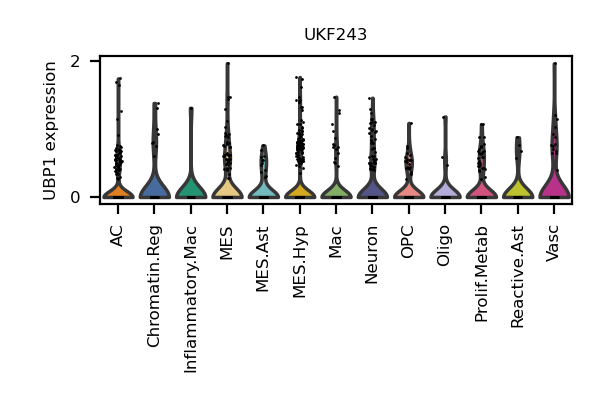 UKF243
UBP1 expression
2
0
AC
Chromatin.Reg
Inflammatory.Mac
MES
MES.Ast
MES.Hyp
Mac
Neuron
OPC
Oligo
Prolif.Metab
Reactive.Ast
Vasc